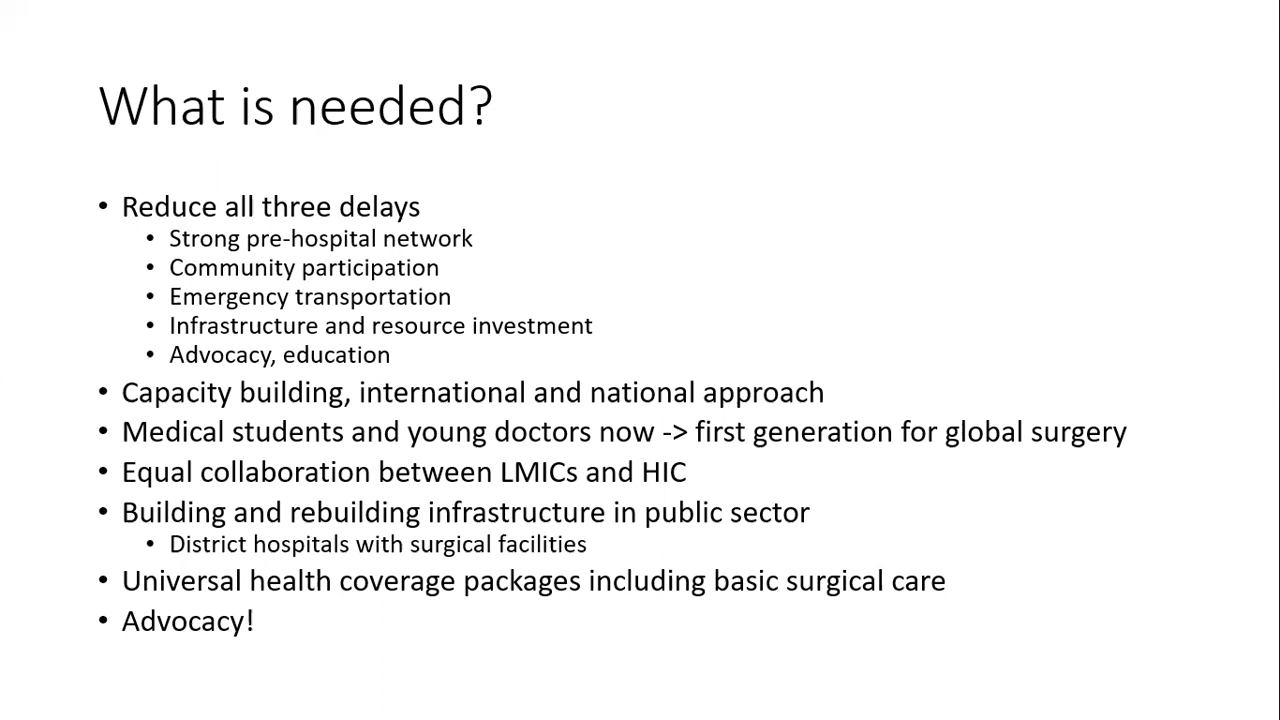 What is needed?
• Reduce all three delays
• Strong pre-hospital network
• Community participation
• Emergency transportation
• Infrastructure and resource investment
• Advocacy, education
• Capacity building, international and national approach
• Medical students and young doctors now -> first generation for global surgery
• Equal collaboration between LMICs and HIC
• Building and rebuilding infrastructure in public sector
• District hospitals with surgical facilities
• Universal health coverage packages including basic surgical care
• Advocacy!